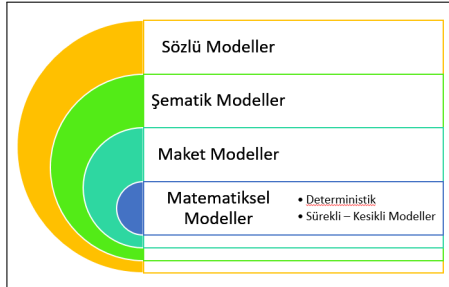 Sözlü Modeller
Şematik Modeller
Maket Modeller
Matematiksel
Modeller
• Deterministik
• Sürekli – Kesikli Modeller